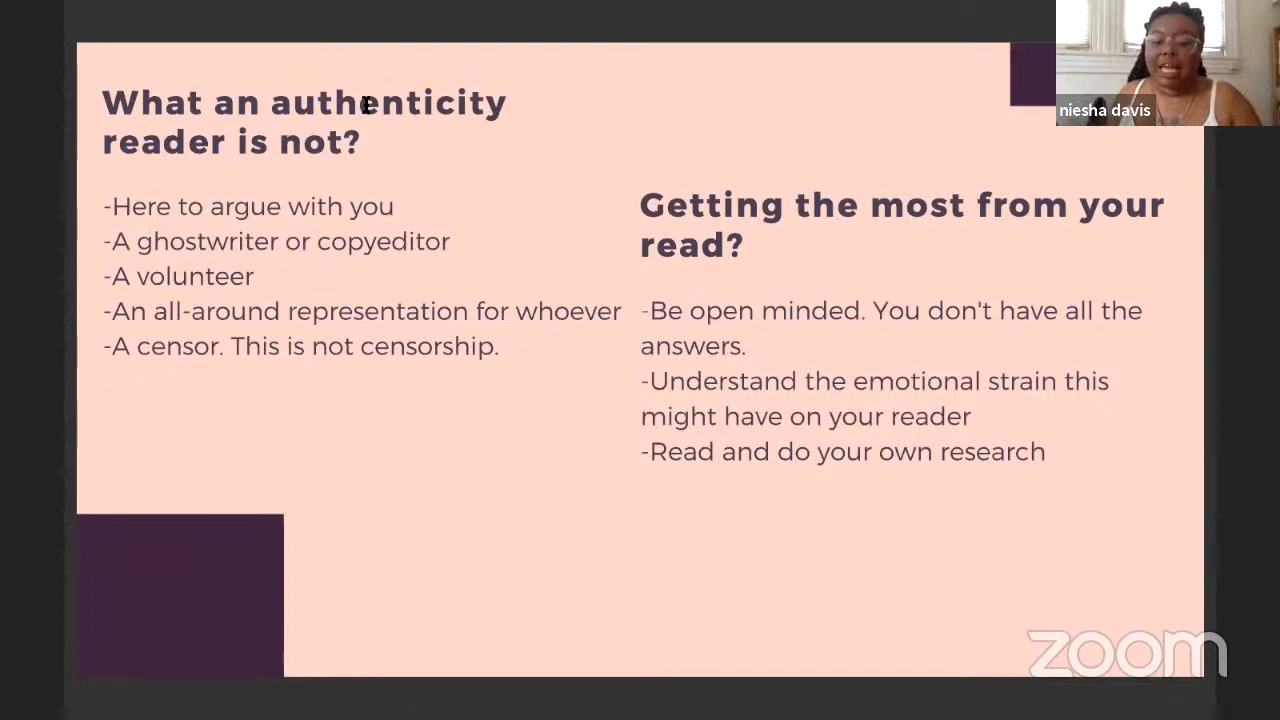 What an authenticity
reader is not?
-Here to argue with you
-A ghostwriter or copyeditor
-A volunteer
-An all-around representation for whoever
-A censor. This is not censorship.
Getting the most from your
read?
-Be open minded. You don't have all the
answers.
-Understand the emotional strain this
might have on your reader
-Read and do your own research
niesha davis
zoom